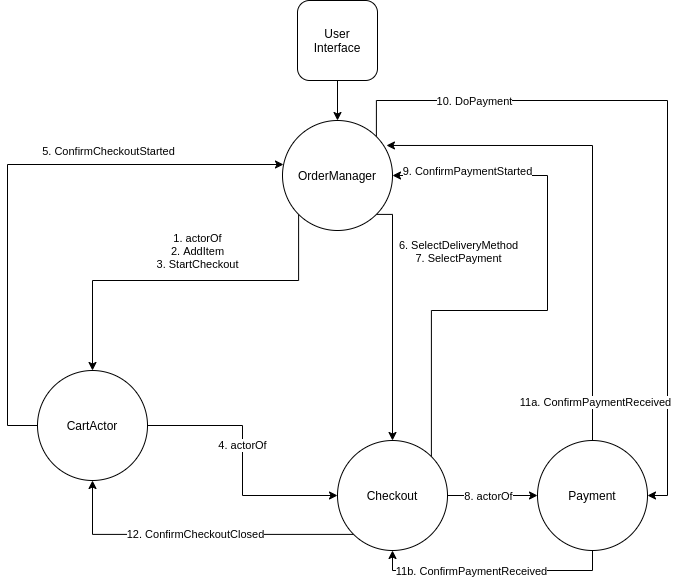 User
Interface
10. DoPayment
5. ConfirmCheckoutStarted
OrderManager
9. ConfirmPaymentStarted
1. actorOf
2. AddItem
3. StartCheckout
6. SelectDeliveryMethod
7. SelectPayment
11a. ConfirmPaymentReceived
CartActor
4. actorOf
Checkout
8. actorOf
Payment
12. ConfirmCheckoutClosed
11b. ConfirmPaymentReceived